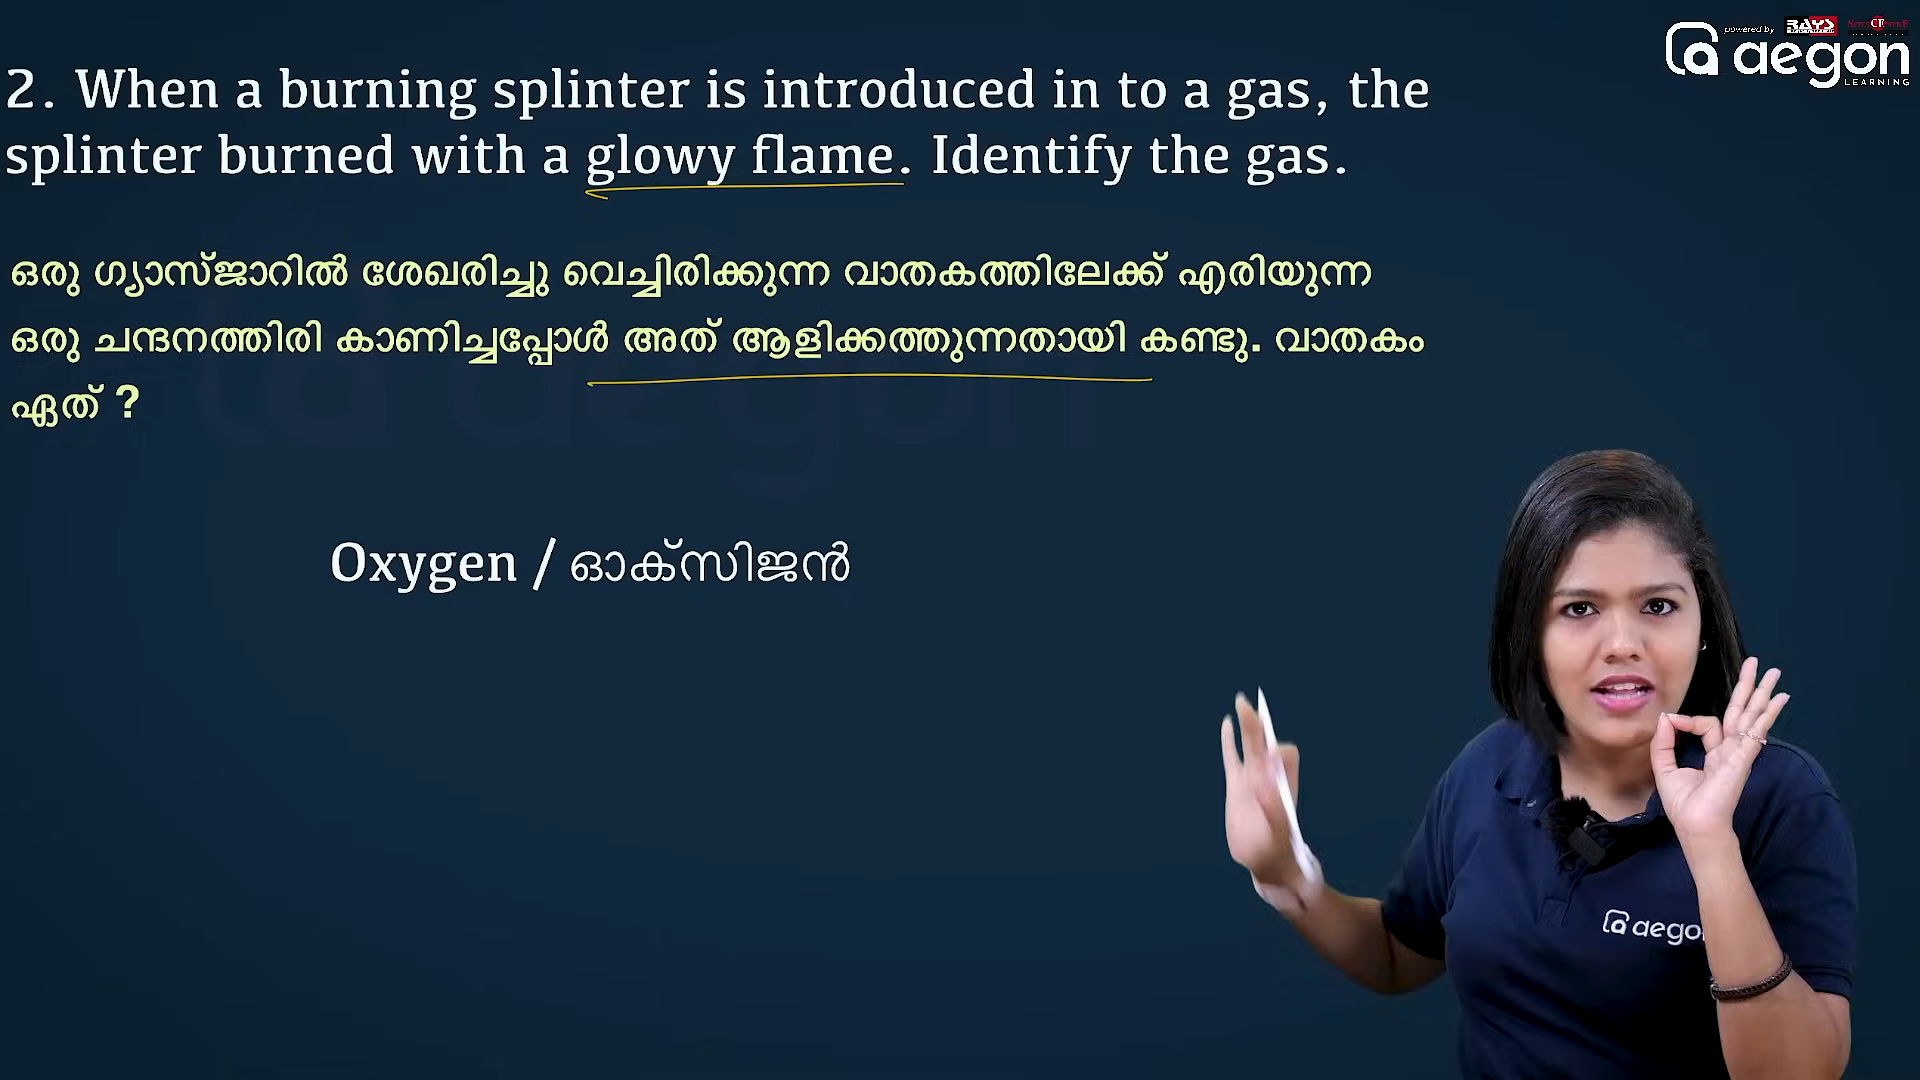 powered by
RAYS
aegon
LEARNING
2. When a burning splinter is introduced in to a gas, the
splinter burned with a glowy flame. Identify the gas.
ഒരു ഗ്യാസ്ജാറിൽ ശേഖരിച്ചു വെച്ചിരിക്കുന്ന വാതകത്തിലേക്ക് എരിയുന്ന
ഒരു ചന്ദനത്തിരി കാണിച്ചപ്പോൾ അത് ആളിക്കത്തുന്നതായി കണ്ടു. വാതകം
ഏത് ?
Oxygen / ഓക്സിജൻ
aego